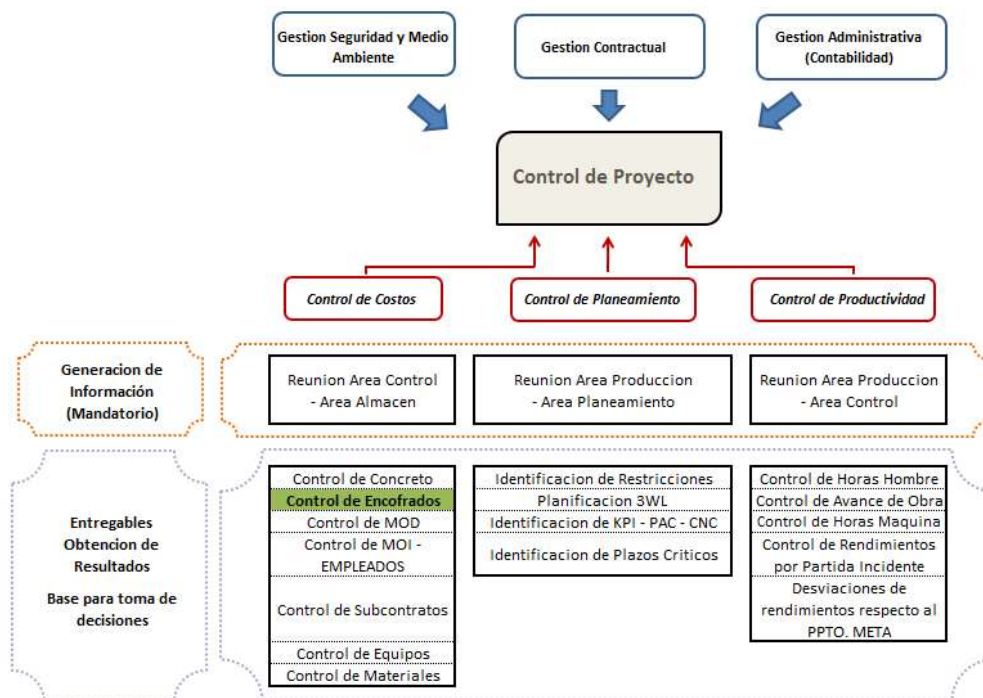 Gestion Seguridad y Medio
Ambiente
Gestion Contractual
Gestion Administrativa
(Contabilidad)
Control de Proyecto
Control de Costos
Control de Planeamiento
Control de Productividad
Generacion de
Información
(Mandatorio)
Reunion Area Control
- Area Almacen
Reunion Area Produccion
- Area Planeamiento
Reunion Area Produccion
- Area Control
Entregables
Obtencion de
Resultados
Base para toma de
decisiones
Control de Concreto
Control de Encofrados
Control de MOD
Control de MOI -
EMPLEADOS
Control de Subcontratos
Control de Equipos
Control de Materiales
Identificacion de Restricciones
Planificacion 3WL
Identificacion de KPI - PAC - CNC
Identificacion de Plazos Criticos
Control de Horas Hombre
Control de Avance de Obra
Control de Horas Maquina
Control de Rendimientos
por Partida Incidente
Desviaciones de
rendimientos respecto al
PPTO. META